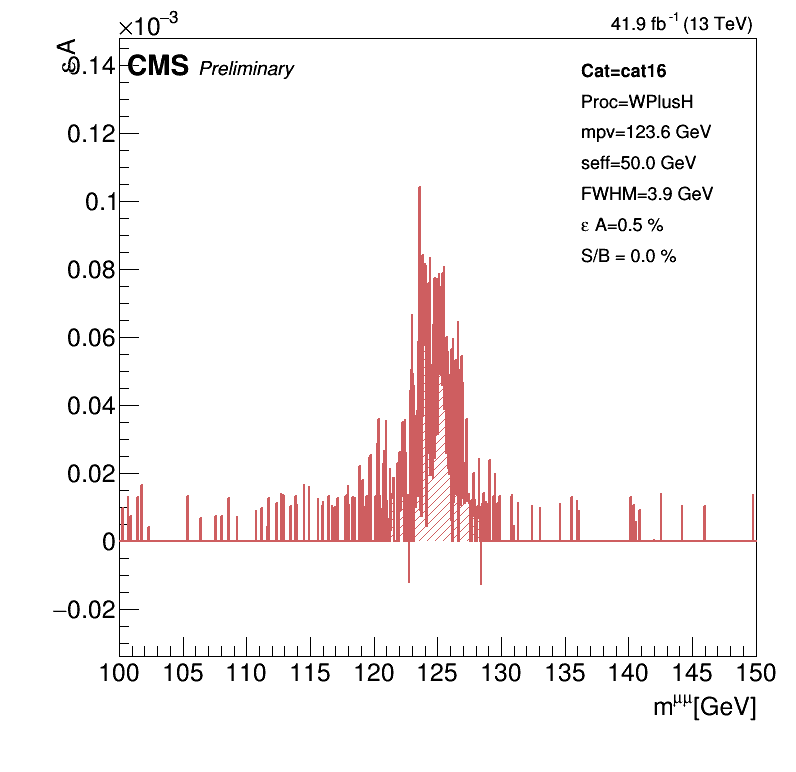 ×10⁻³
41.9 fb⁻¹ (13 TeV)
ε A
CMS Preliminary
Cat=cat16
Proc=WPlusH
mpv=123.6 GeV
seff=50.0 GeV
FWHM=3.9 GeV
ε A=0.5 %
S/B = 0.0 %
0.14
0.12
0.1
0.08
0.06
0.04
0.02
0
−0.02
100 105 110 115 120 125 130 135 140 145 150
m^μμ[GeV]